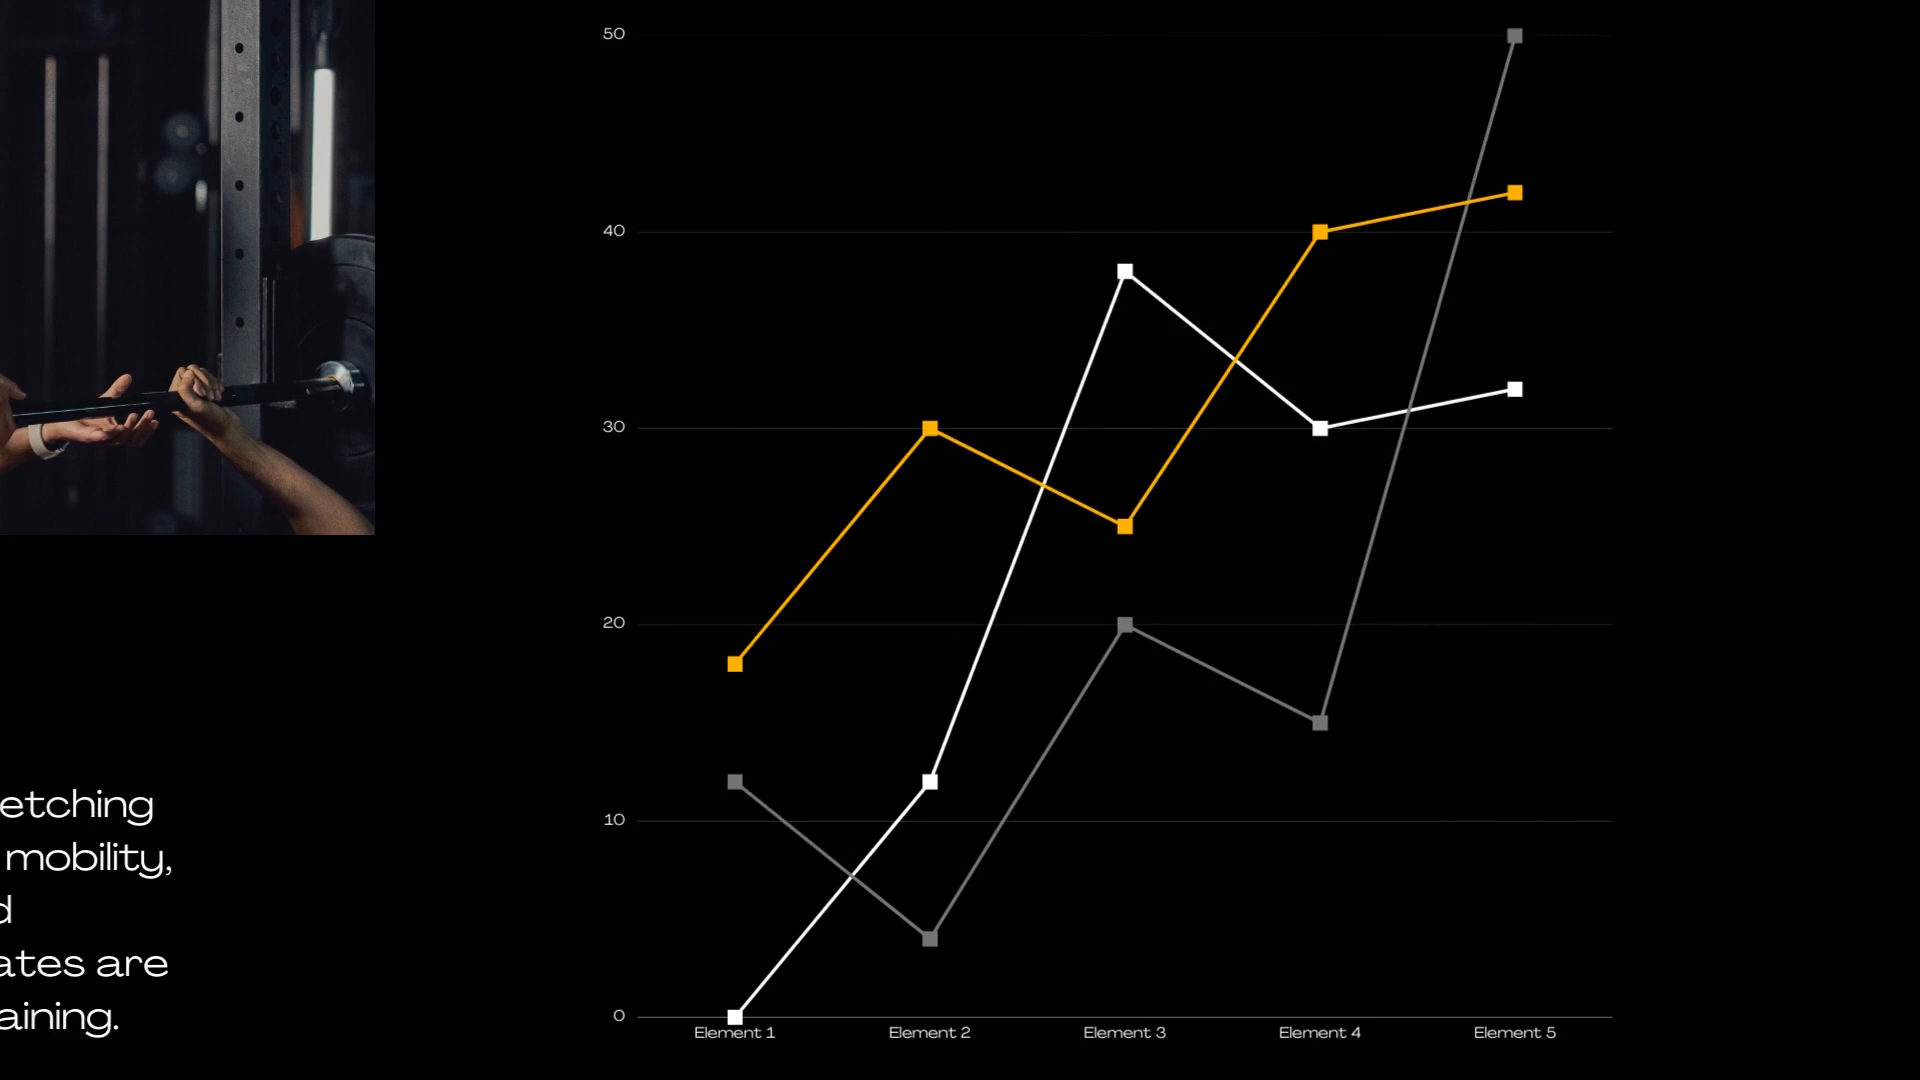 50
40
30
20
10
0
Element 1 Element 2 Element 3 Element 4 Element 5
etching
mobility,
d
ates are
aining.